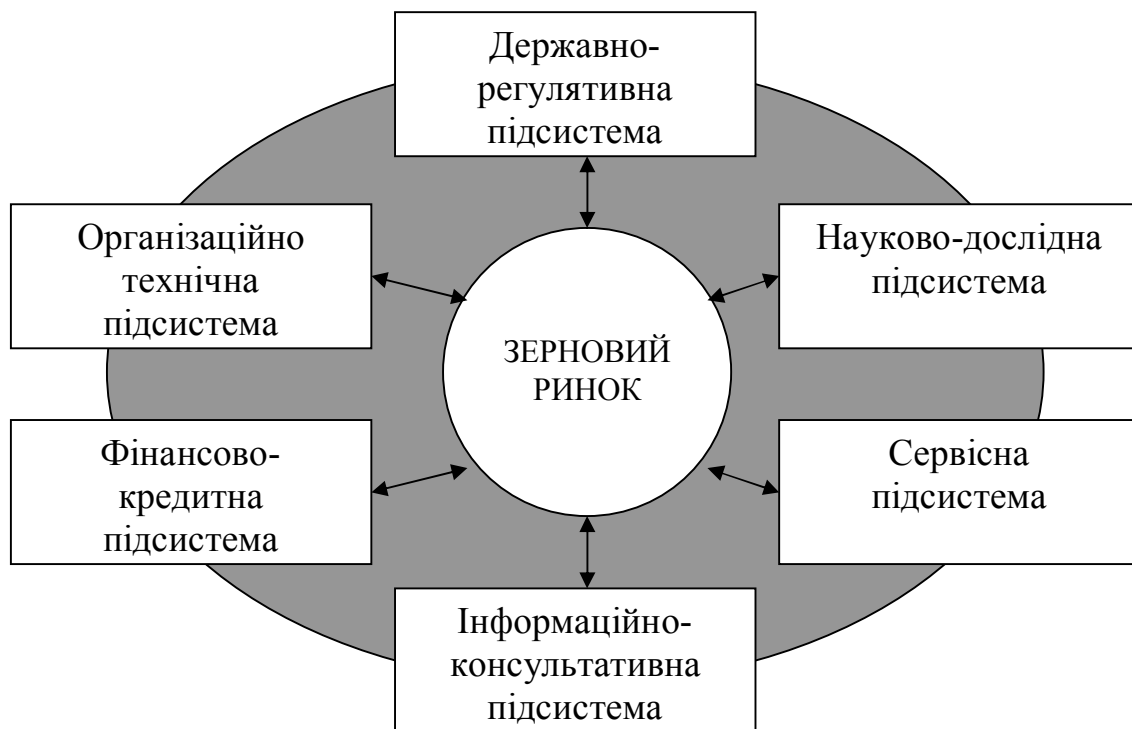 Державно-
регулятивна
підсистема
Організаційно
технічна
підсистема
Науково-дослідна
підсистема
ЗЕРНОВИЙ
РИНОК
Фінансово-
кредитна
підсистема
Сервісна
підсистема
Інформаційно-
консультативна
підсистема